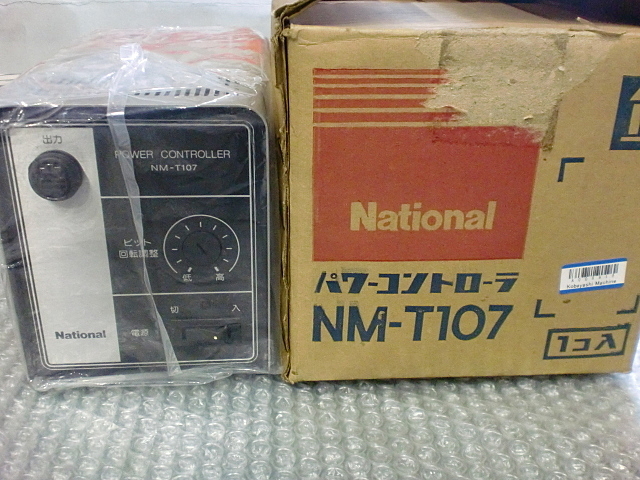 出力
POWER CONTROLLER
NM-T107
ビット
回転調整
低 高
切 入
電源
National
National
パワーコントローラ
NM-T107
1コ入
Kobayashi Machine